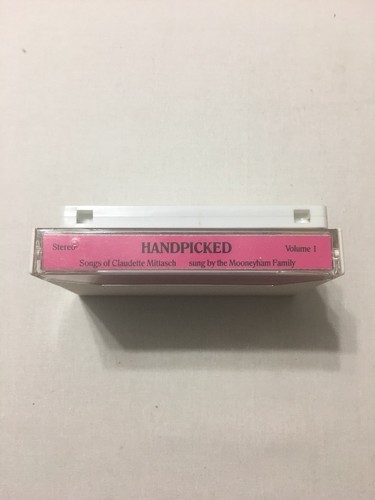 Stereo HANDPICKED Volume 1
Songs of Claudette Mittasch sung by the Mooneyham Family